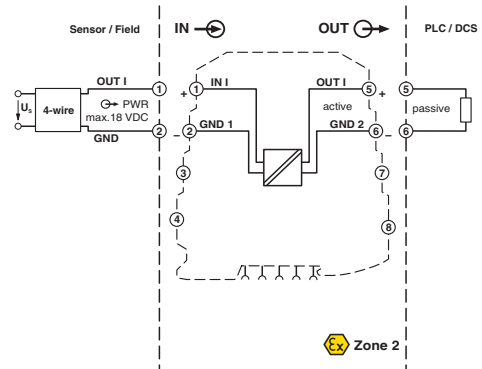 Sensor / Field
IN
OUT
PLC / DCS
OUT I
1
1
IN I
OUT I
5
5
+
+
Us
4-wire
PWR
max.18 VDC
active
passive
GND
2
–
2
GND 1
GND 2
6
–
6
3
7
4
8
Ex
Zone 2